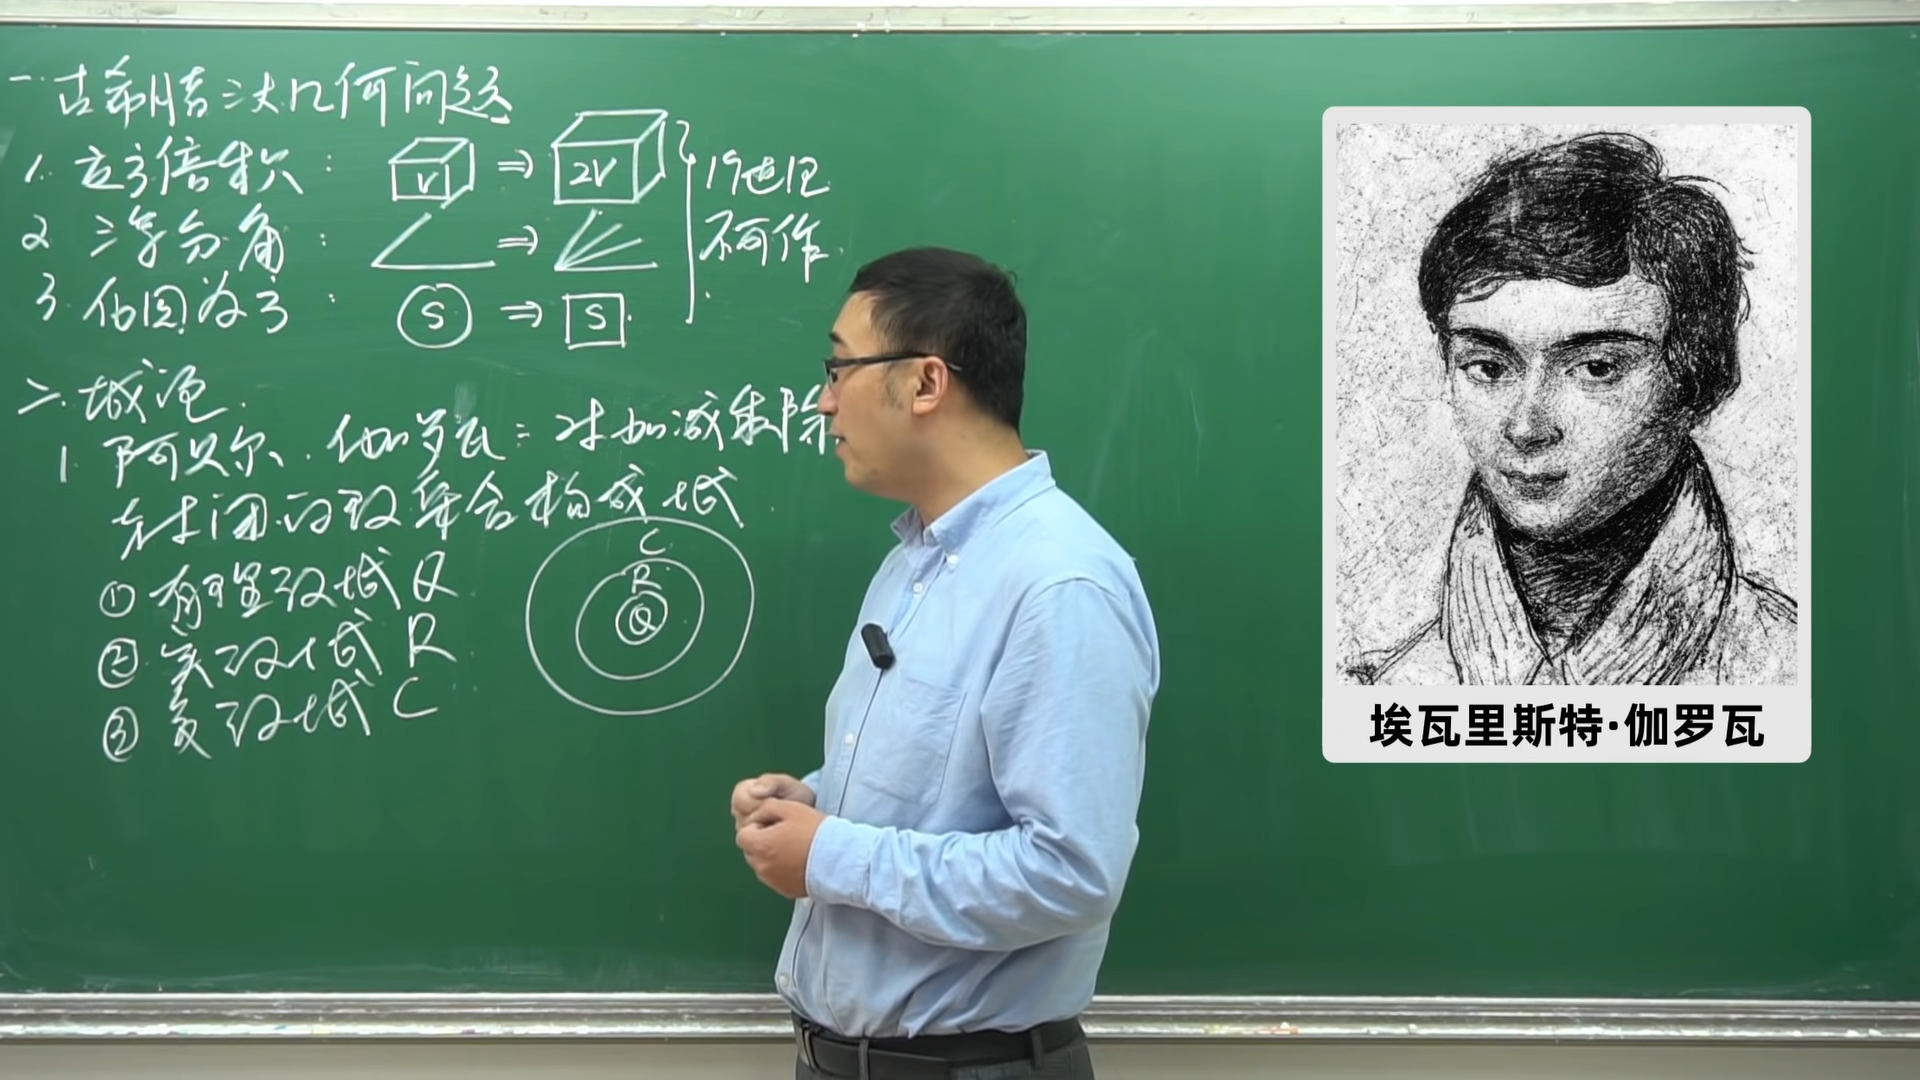 一.古希腊三大几何问题
1.立方倍积: V ⇒ 2V
2 三等分角: ⇒
3.化圆为方: S ⇒ S.
19世纪
不可作
二.域论.
1 阿贝尔.伽罗瓦:对加减乘除
封闭的数集合构成域.
① 有理数域Q
② 实数域 R
③ 复数域 C
C
R
Q
埃瓦里斯特·伽罗瓦